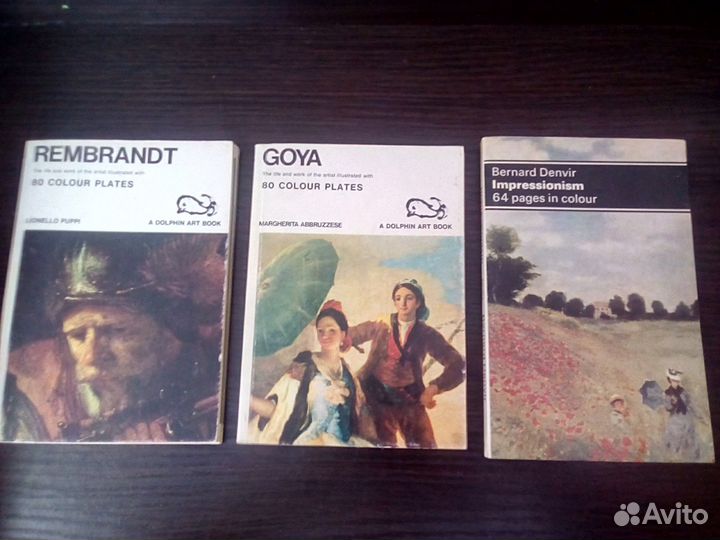 REMBRANDT
The life and work of the artist illustrated with
80 COLOUR PLATES
LIONELLO PUPPI
A DOLPHIN ART BOOK
GOYA
The life and work of the artist illustrated with
80 COLOUR PLATES
MARGHERITA ABBRUZZESE
A DOLPHIN ART BOOK
Bernard Denvir
Impressionism
64 pages in colour
Avito